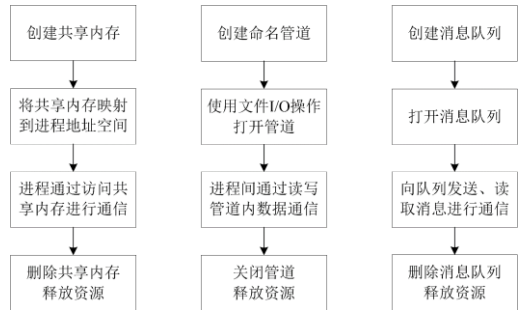 创建共享内存
将共享内存映射
到进程地址空间
进程通过访问共
享内存进行通信
删除共享内存
释放资源
创建命名管道
使用文件I/O操作
打开管道
进程间通过读写
管道内数据通信
关闭管道
释放资源
创建消息队列
打开消息队列
向队列发送、读
取消息进行通信
删除消息队列
释放资源